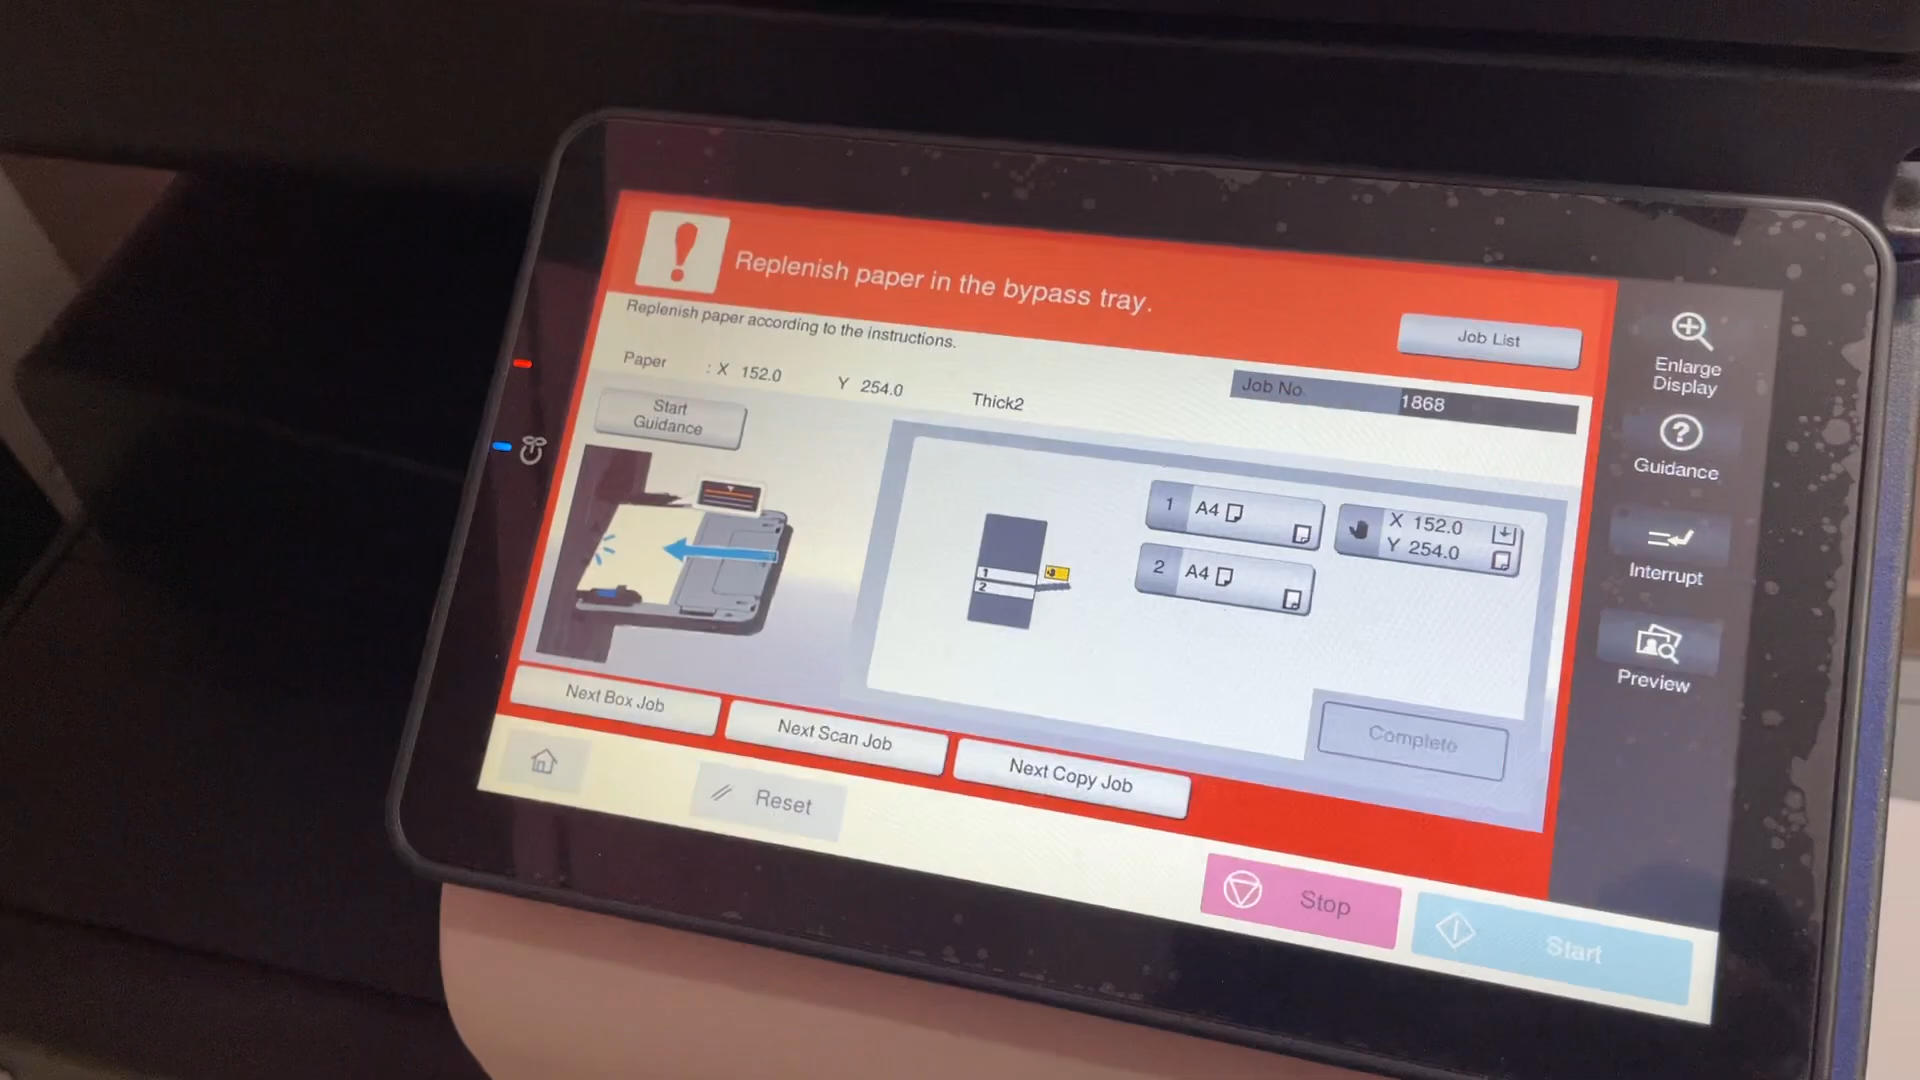 Replenish paper in the bypass tray.
Replenish paper according to the instructions.
Job List
Paper : X 152.0 Y 254.0 Thick2
Job No. 1868
Start
Guidance
1 A4
X 152.0
Y 254.0
2 A4
1
2
Complete
Next Box Job
Next Scan Job
Next Copy Job
Reset
Stop
Start
Enlarge
Display
Guidance
Interrupt
Preview